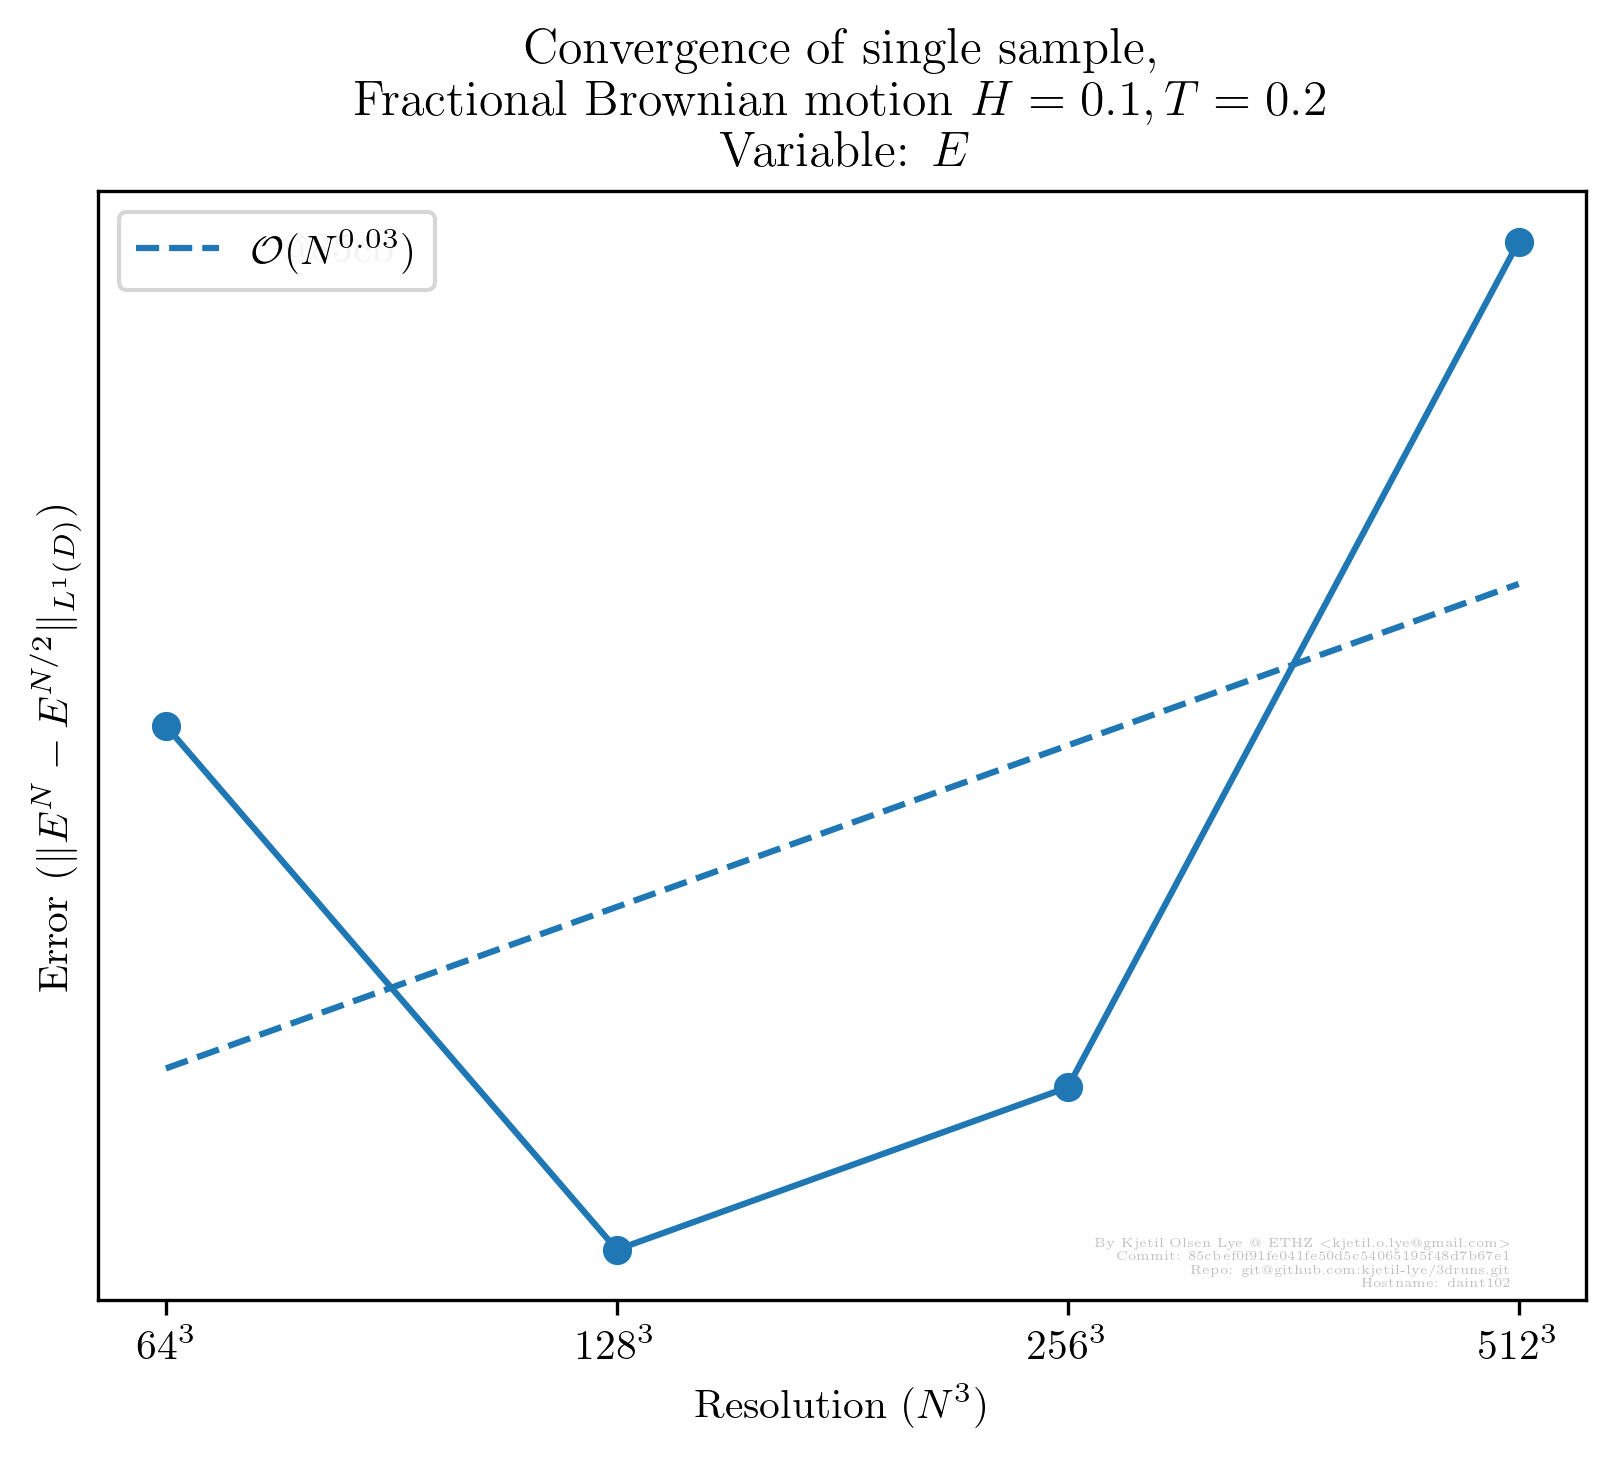 Convergence of single sample,
Fractional Brownian motion H = 0.1, T = 0.2
Variable: E
𝒪(N^0.03)
Error (‖E^N − E^{N/2}‖_{L^1(D)})
64^3
128^3
256^3
512^3
Resolution (N^3)
By Kjetil Olsen Lye @ ETHZ <kjetil.o.lye@gmail.com>
Commit: 85cbef0f91fe041fe50d5c54065195f48d7b67e1
Repo: git@github.com:kjetil-lye/3druns.git
Hostname: daint102